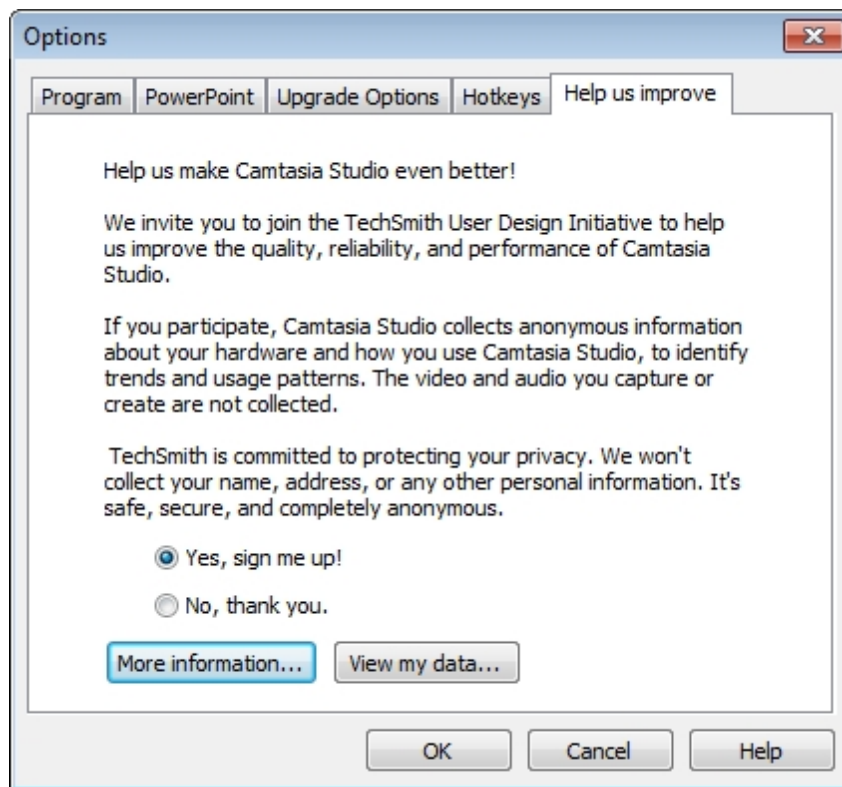 Options
Program PowerPoint Upgrade Options Hotkeys Help us improve
Help us make Camtasia Studio even better!
We invite you to join the TechSmith User Design Initiative to help
us improve the quality, reliability, and performance of Camtasia
Studio.
If you participate, Camtasia Studio collects anonymous information
about your hardware and how you use Camtasia Studio, to identify
trends and usage patterns. The video and audio you capture or
create are not collected.
TechSmith is committed to protecting your privacy. We won't
collect your name, address, or any other personal information. It's
safe, secure, and completely anonymous.
Yes, sign me up!
No, thank you.
More information... View my data...
OK Cancel Help